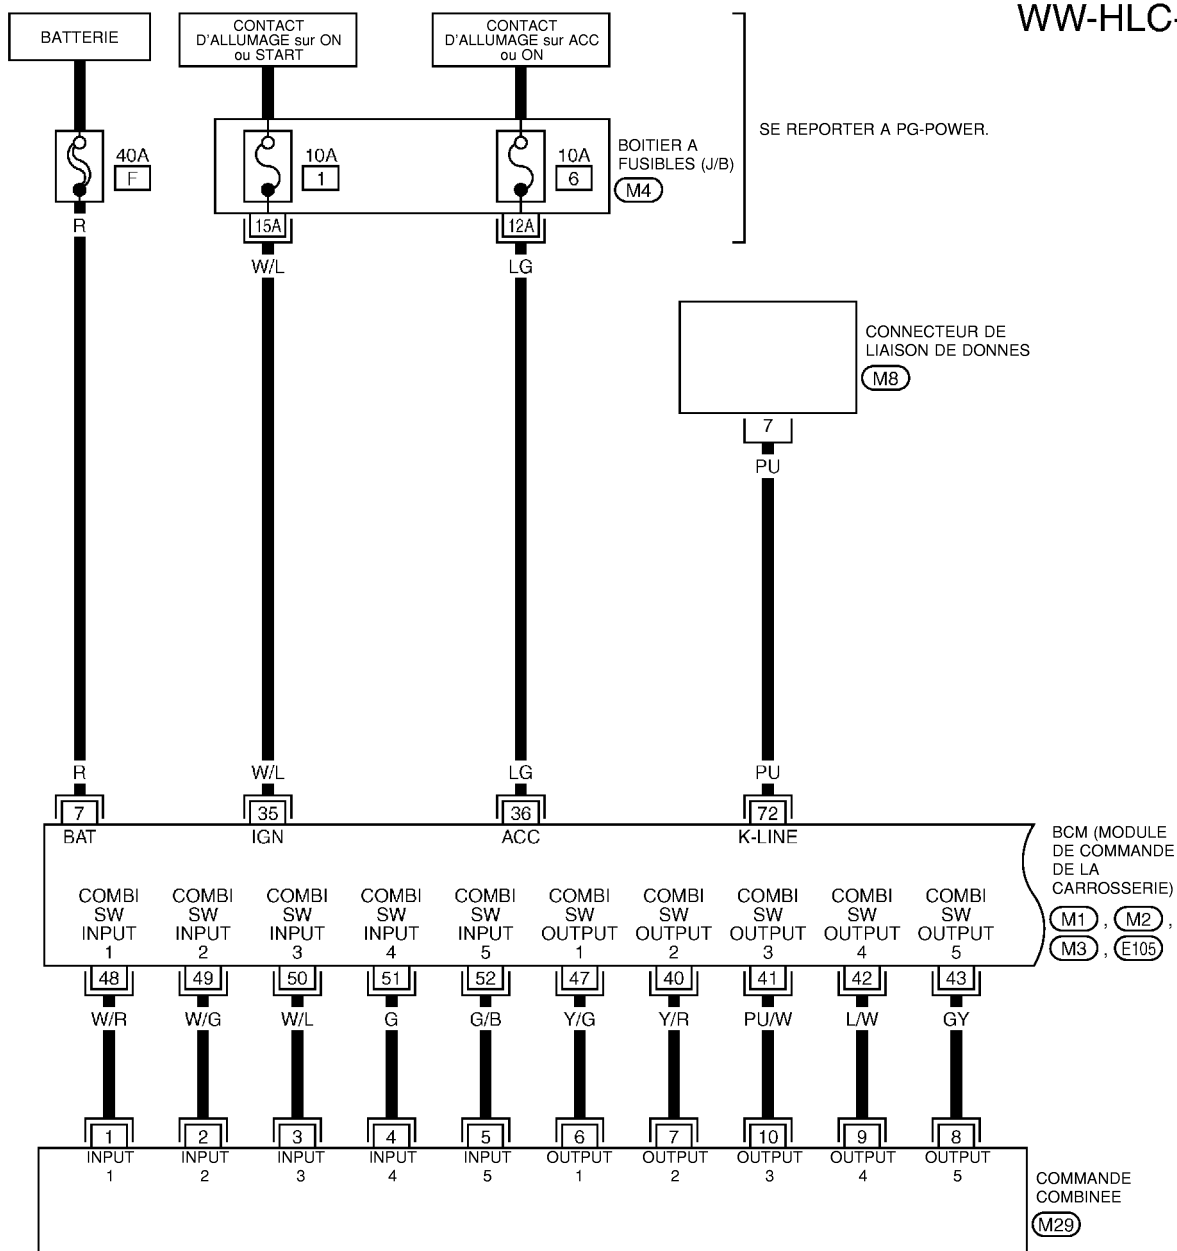 WW-HLC-
BATTERIE
CONTACT
D'ALLUMAGE sur ON
ou START
CONTACT
D'ALLUMAGE sur ACC
ou ON
SE REPORTER A PG-POWER.
40A
F
10A
1
10A
6
BOITIER A
FUSIBLES (J/B)
M4
R
15A
12A
W/L
LG
CONNECTEUR DE
LIAISON DE DONNES
M8
7
PU
R
W/L
LG
PU
7
35
36
72
BAT
IGN
ACC
K-LINE
BCM (MODULE
DE COMMANDE
DE LA
CARROSSERIE)
M1 , M2 ,
M3 , E105
COMBI SW INPUT 1
COMBI SW INPUT 2
COMBI SW INPUT 3
COMBI SW INPUT 4
COMBI SW INPUT 5
COMBI SW OUTPUT 1
COMBI SW OUTPUT 2
COMBI SW OUTPUT 3
COMBI SW OUTPUT 4
COMBI SW OUTPUT 5
48 49 50 51 52 47 40 41 42 43
W/R W/G W/L G G/B Y/G Y/R PU/W L/W GY
1 2 3 4 5 6 7 10 9 8
INPUT 1
INPUT 2
INPUT 3
INPUT 4
INPUT 5
OUTPUT 1
OUTPUT 2
OUTPUT 3
OUTPUT 4
OUTPUT 5
COMMANDE
COMBINEE
M29